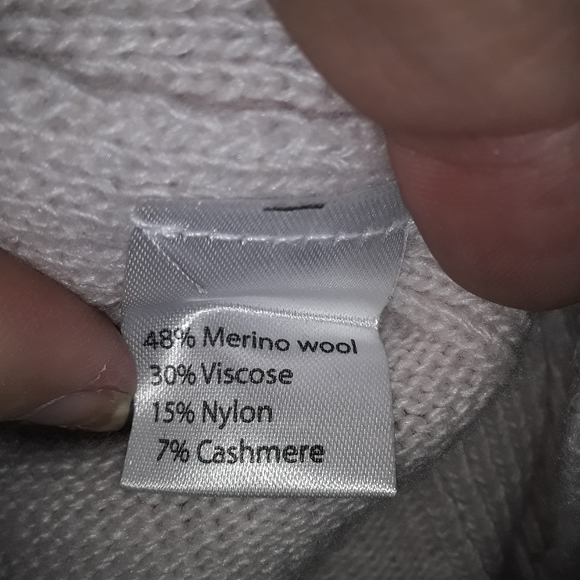 48% Merino wool
30% Viscose
15% Nylon
7% Cashmere